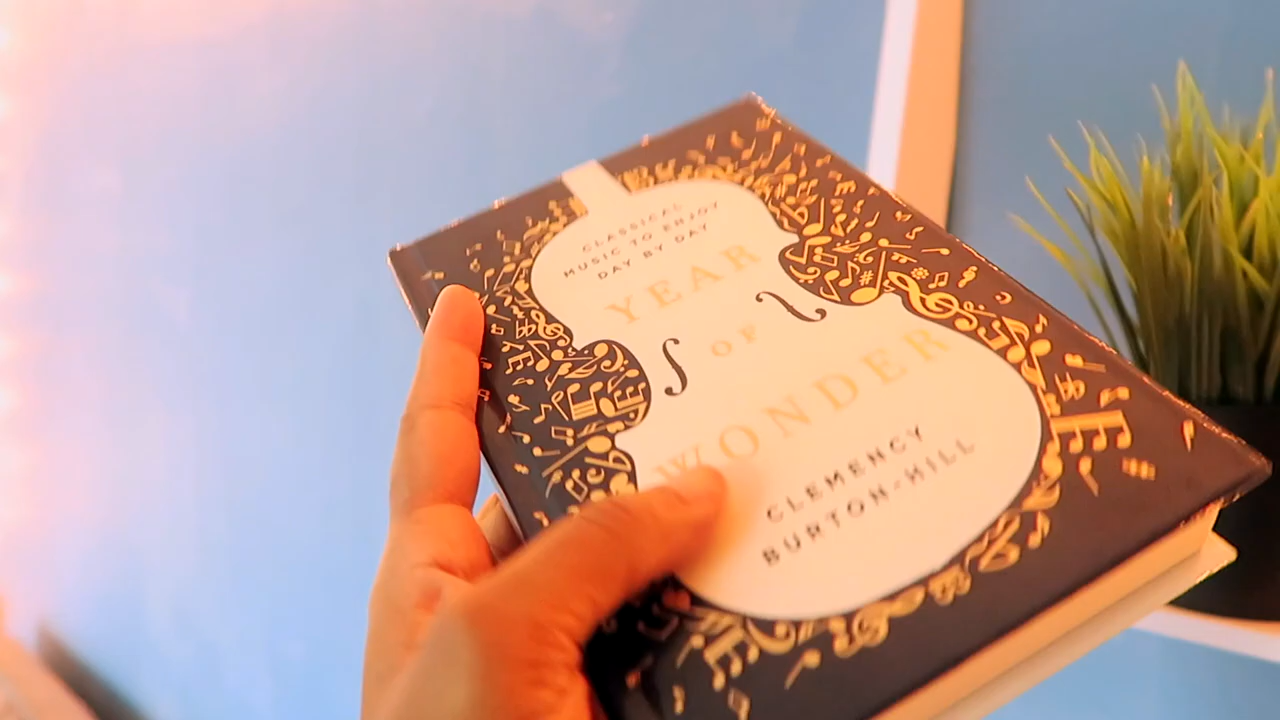 CLASSICAL
MUSIC TO ENJOY
DAY BY DAY
YEAR
OF
WONDER
CLEMENCY
BURTON-HILL